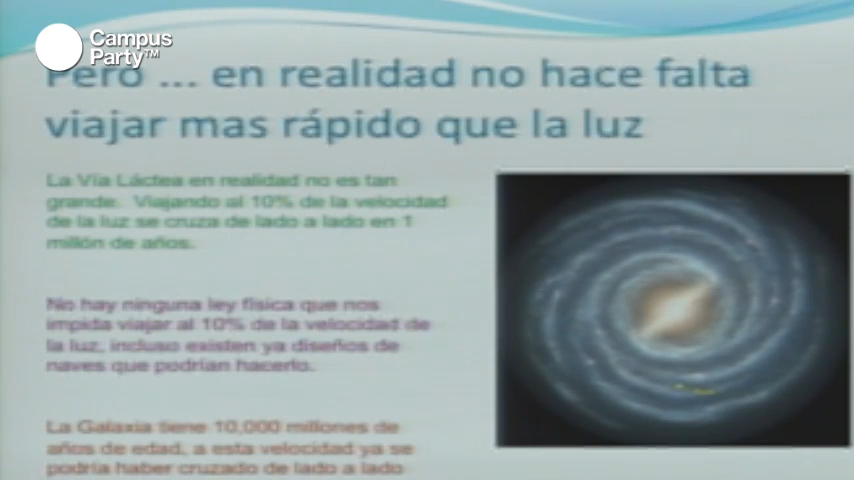 Campus
Party™
Pero ... en realidad no hace falta
viajar mas rápido que la luz
La Vía Láctea en realidad no es tan
grande. Viajando al 10% de la velocidad
de la luz se cruza de lado a lado en 1
millón de años.
No hay ninguna ley física que nos
impida viajar al 10% de la velocidad de
la luz, incluso existen ya diseños de
naves que podrían hacerlo.
La Galaxia tiene 10,000 millones de
años de edad, a esta velocidad ya se
podría haber cruzado de lado a lado